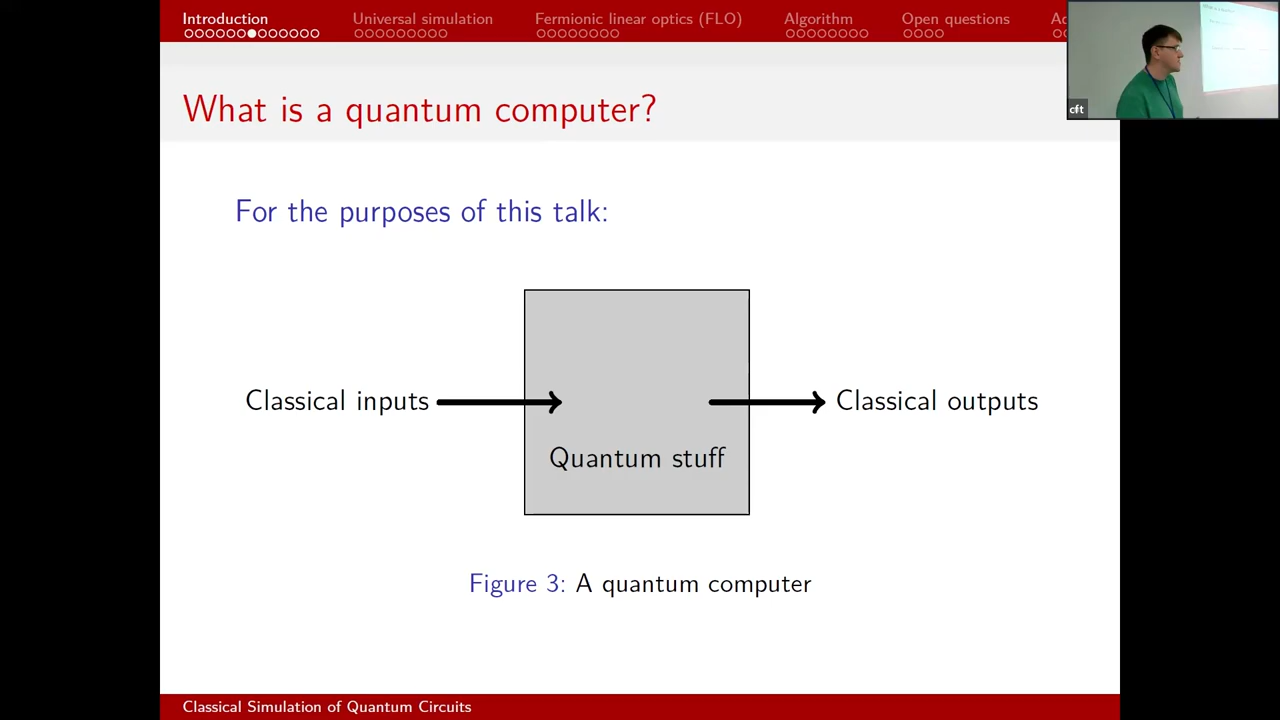 Introduction
Universal simulation
Fermionic linear optics (FLO)
Algorithm
Open questions
cft
What is a quantum computer?
For the purposes of this talk:
Classical inputs
Classical outputs
Quantum stuff
Figure 3: A quantum computer
Classical Simulation of Quantum Circuits